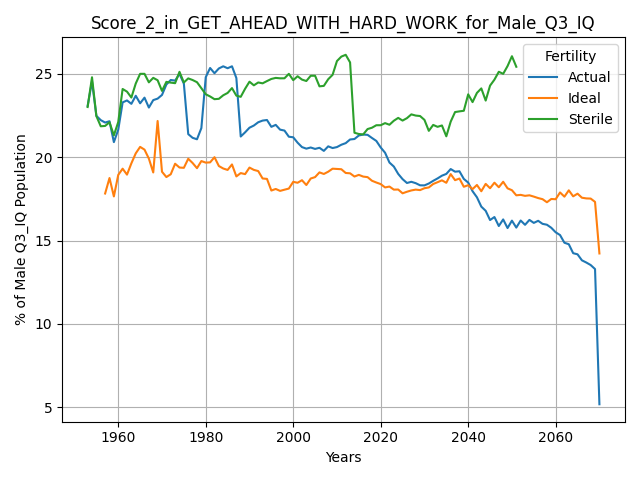 Score_2_in_GET_AHEAD_WITH_HARD_WORK_for_Male_Q3_IQ
Fertility
Actual
Ideal
Sterile
% of Male Q3_IQ Population
25
20
15
10
5
1960
1980
2000
2020
2040
2060
Years